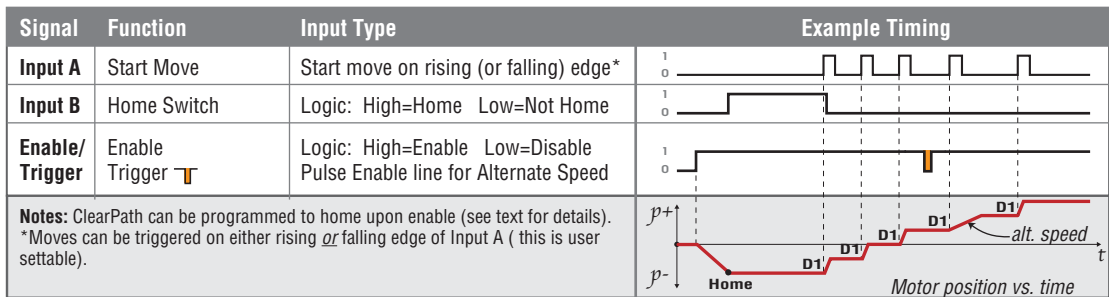 Signal Function Input Type Example Timing
Input A Start Move Start move on rising (or falling) edge*
1
0
Input B Home Switch Logic: High=Home Low=Not Home
1
0
Enable/ Enable Logic: High=Enable Low=Disable
Trigger Trigger Pulse Enable line for Alternate Speed
1
0
Notes: ClearPath can be programmed to home upon enable (see text for details).
*Moves can be triggered on either rising or falling edge of Input A ( this is user
settable).
p+
D1
D1
D1
D1
D1
alt. speed
t
p-
Home
Motor position vs. time